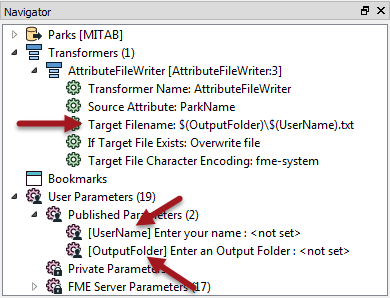 Navigator
Parks [MITAB]
Transformers (1)
AttributeFileWriter [AttributeFileWriter:3]
Transformer Name: AttributeFileWriter
Source Attribute: ParkName
Target Filename: $(OutputFolder)\$(UserName).txt
If Target File Exists: Overwrite file
Target File Character Encoding: fme-system
Bookmarks
User Parameters (19)
Published Parameters (2)
[UserName] Enter your name : <not set>
[OutputFolder] Enter an Output Folder : <not set>
Private Parameters
FME Server Parameters (17)